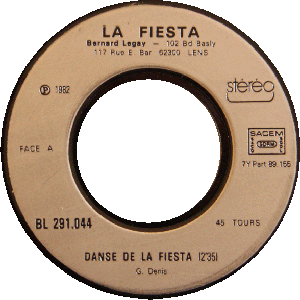 LA FIESTA
Bernard Legay — 102 Bd Basly
117 Rue E. Bar 62300 LENS
℗ 1982
stéréo
FACE A
SACEM
SDRM
7Y Part 89.155
BL 291.044
45 TOURS
DANSE DE LA FIESTA (2'35)
G. Denis